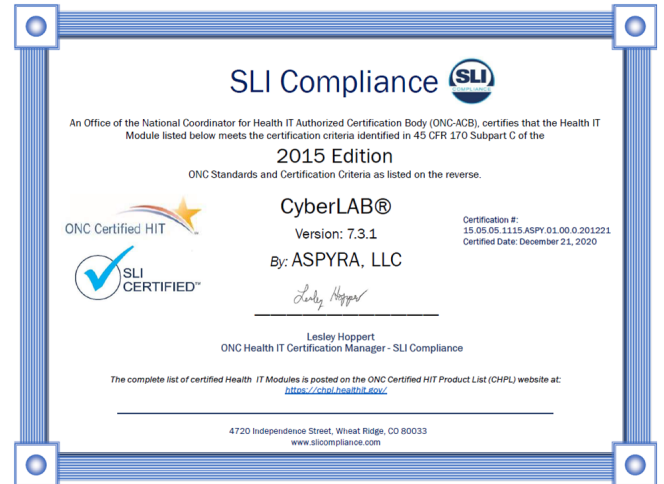 SLI Compliance
SLI
COMPLIANCE
An Office of the National Coordinator for Health IT Authorized Certification Body (ONC-ACB), certifies that the Health IT
Module listed below meets the certification criteria identified in 45 CFR 170 Subpart C of the
2015 Edition
ONC Standards and Certification Criteria as listed on the reverse.
ONC Certified HIT
SLI
CERTIFIED™
CyberLAB®
Version: 7.3.1
By: ASPYRA, LLC
Certification #:
15.05.05.1115.ASPY.01.00.0.201221
Certified Date: December 21, 2020
Lesley Hoppert
Lesley Hoppert
ONC Health IT Certification Manager - SLI Compliance
The complete list of certified Health IT Modules is posted on the ONC Certified HIT Product List (CHPL) website at:
https://chpl.healthit.gov/
4720 Independence Street, Wheat Ridge, CO 80033
www.slicompliance.com